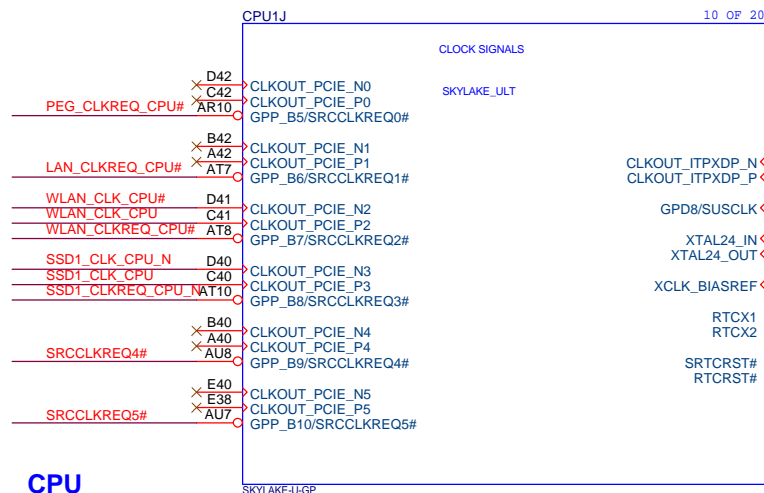 CPU1J 10 OF 20
CLOCK SIGNALS
SKYLAKE_ULT
D42 CLKOUT_PCIE_N0
C42 CLKOUT_PCIE_P0
PEG_CLKREQ_CPU# AR10 GPP_B5/SRCCLKREQ0#
B42 CLKOUT_PCIE_N1
A42 CLKOUT_PCIE_P1
LAN_CLKREQ_CPU# AT7 GPP_B6/SRCCLKREQ1#
WLAN_CLK_CPU# D41 CLKOUT_PCIE_N2
WLAN_CLK_CPU C41 CLKOUT_PCIE_P2
WLAN_CLKREQ_CPU# AT8 GPP_B7/SRCCLKREQ2#
SSD1_CLK_CPU_N D40 CLKOUT_PCIE_N3
SSD1_CLK_CPU C40 CLKOUT_PCIE_P3
SSD1_CLKREQ_CPU_N AT10 GPP_B8/SRCCLKREQ3#
B40 CLKOUT_PCIE_N4
A40 CLKOUT_PCIE_P4
SRCCLKREQ4# AU8 GPP_B9/SRCCLKREQ4#
E40 CLKOUT_PCIE_N5
E38 CLKOUT_PCIE_P5
SRCCLKREQ5# AU7 GPP_B10/SRCCLKREQ5#
CLKOUT_ITPXDP_N
CLKOUT_ITPXDP_P
GPD8/SUSCLK
XTAL24_IN
XTAL24_OUT
XCLK_BIASREF
RTCX1
RTCX2
SRTCRST#
RTCRST#
CPU
SKYLAKE-U-GP